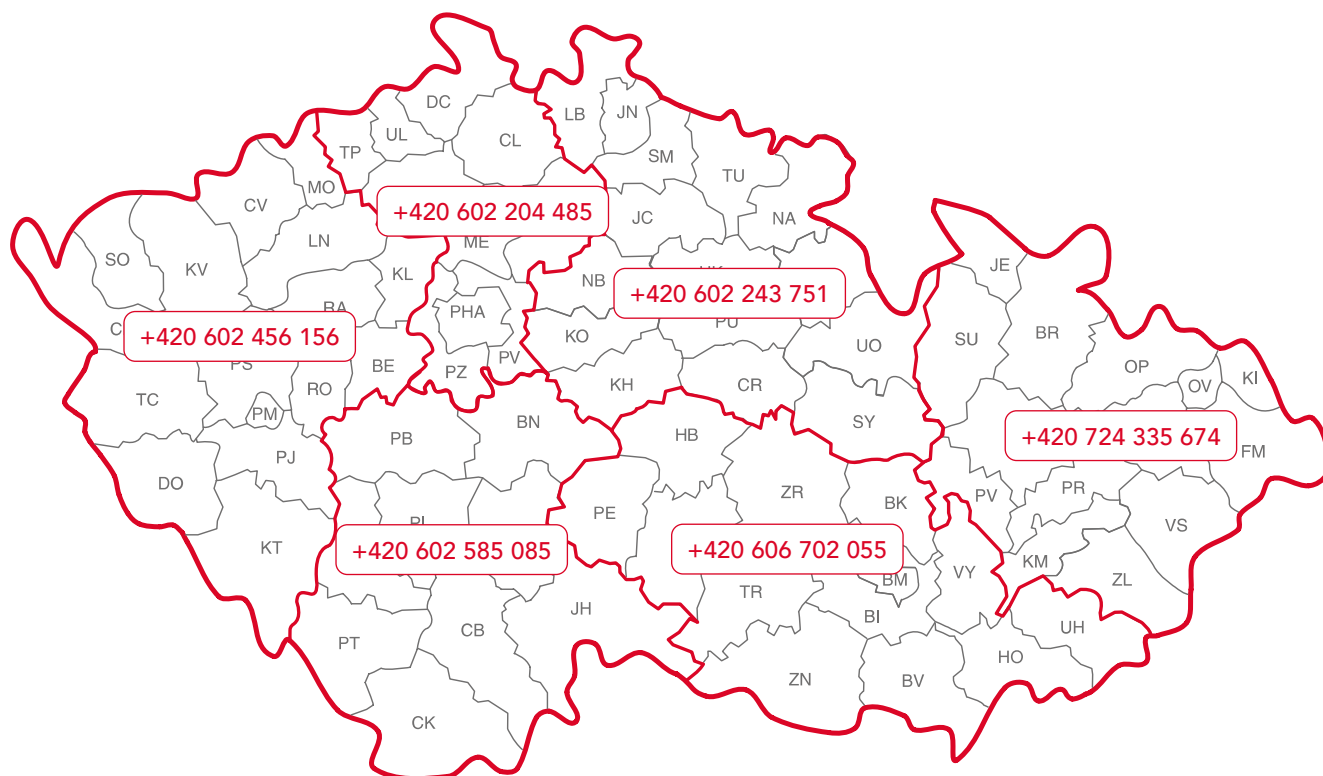 DC
LB
JN
UL
CL
TP
SM
MO
TU
CV
+420 602 204 485
JC
NA
LN
ME
SO
KV
KL
NB
JE
+420 602 243 751
PHA
+420 602 456 156
KO
PU
SU
BR
UO
PS
BE
PV
PZ
OP
KI
OV
TC
RO
KH
CR
PM
+420 724 335 674
PB
BN
HB
SY
FM
PJ
DO
ZR
PV
PR
BK
PE
VS
KT
+420 602 585 085
+420 606 702 055
KM
VY
BM
ZL
TR
JH
BI
CB
UH
PT
HO
ZN
BV
CK